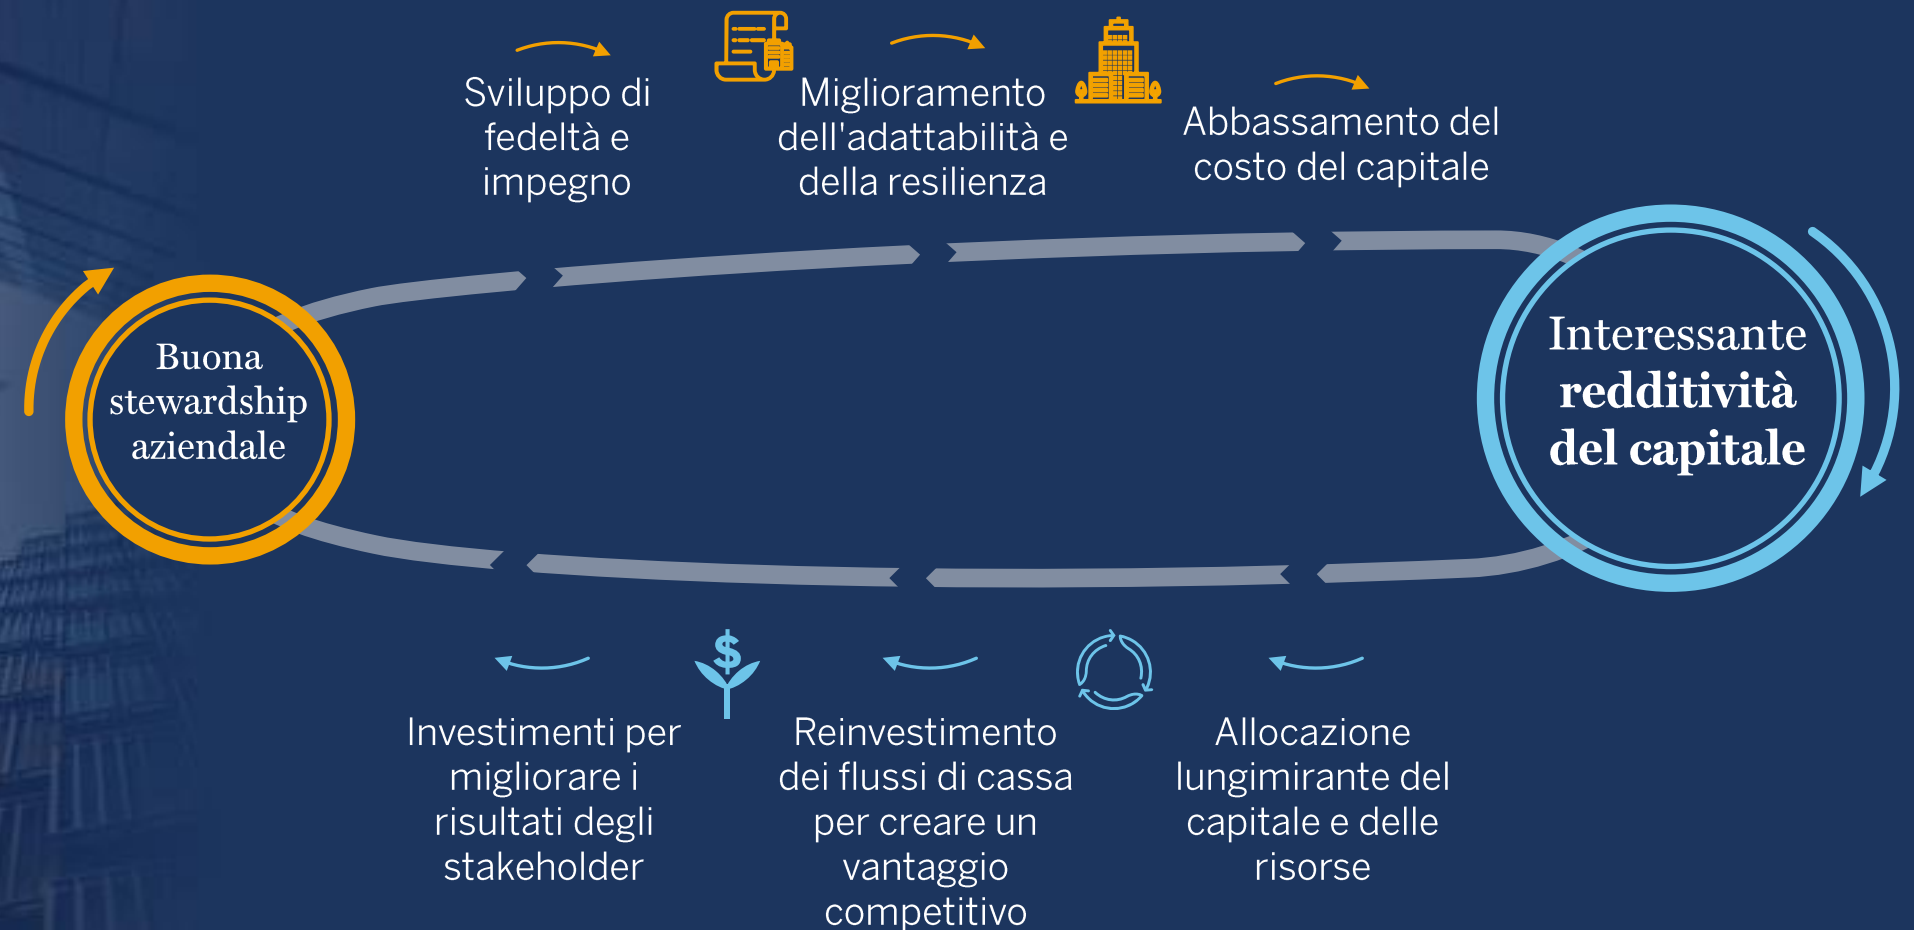 Sviluppo di
fedeltà e
impegno
Miglioramento
dell'adattabilità e
della resilienza
Abbassamento del
costo del capitale
Buona
stewardship
aziendale
Interessante
redditività
del capitale
Investimenti per
migliorare i
risultati degli
stakeholder
$
Reinvestimento
dei flussi di cassa
per creare un
vantaggio
competitivo
Allocazione
lungimirante del
capitale e delle
risorse